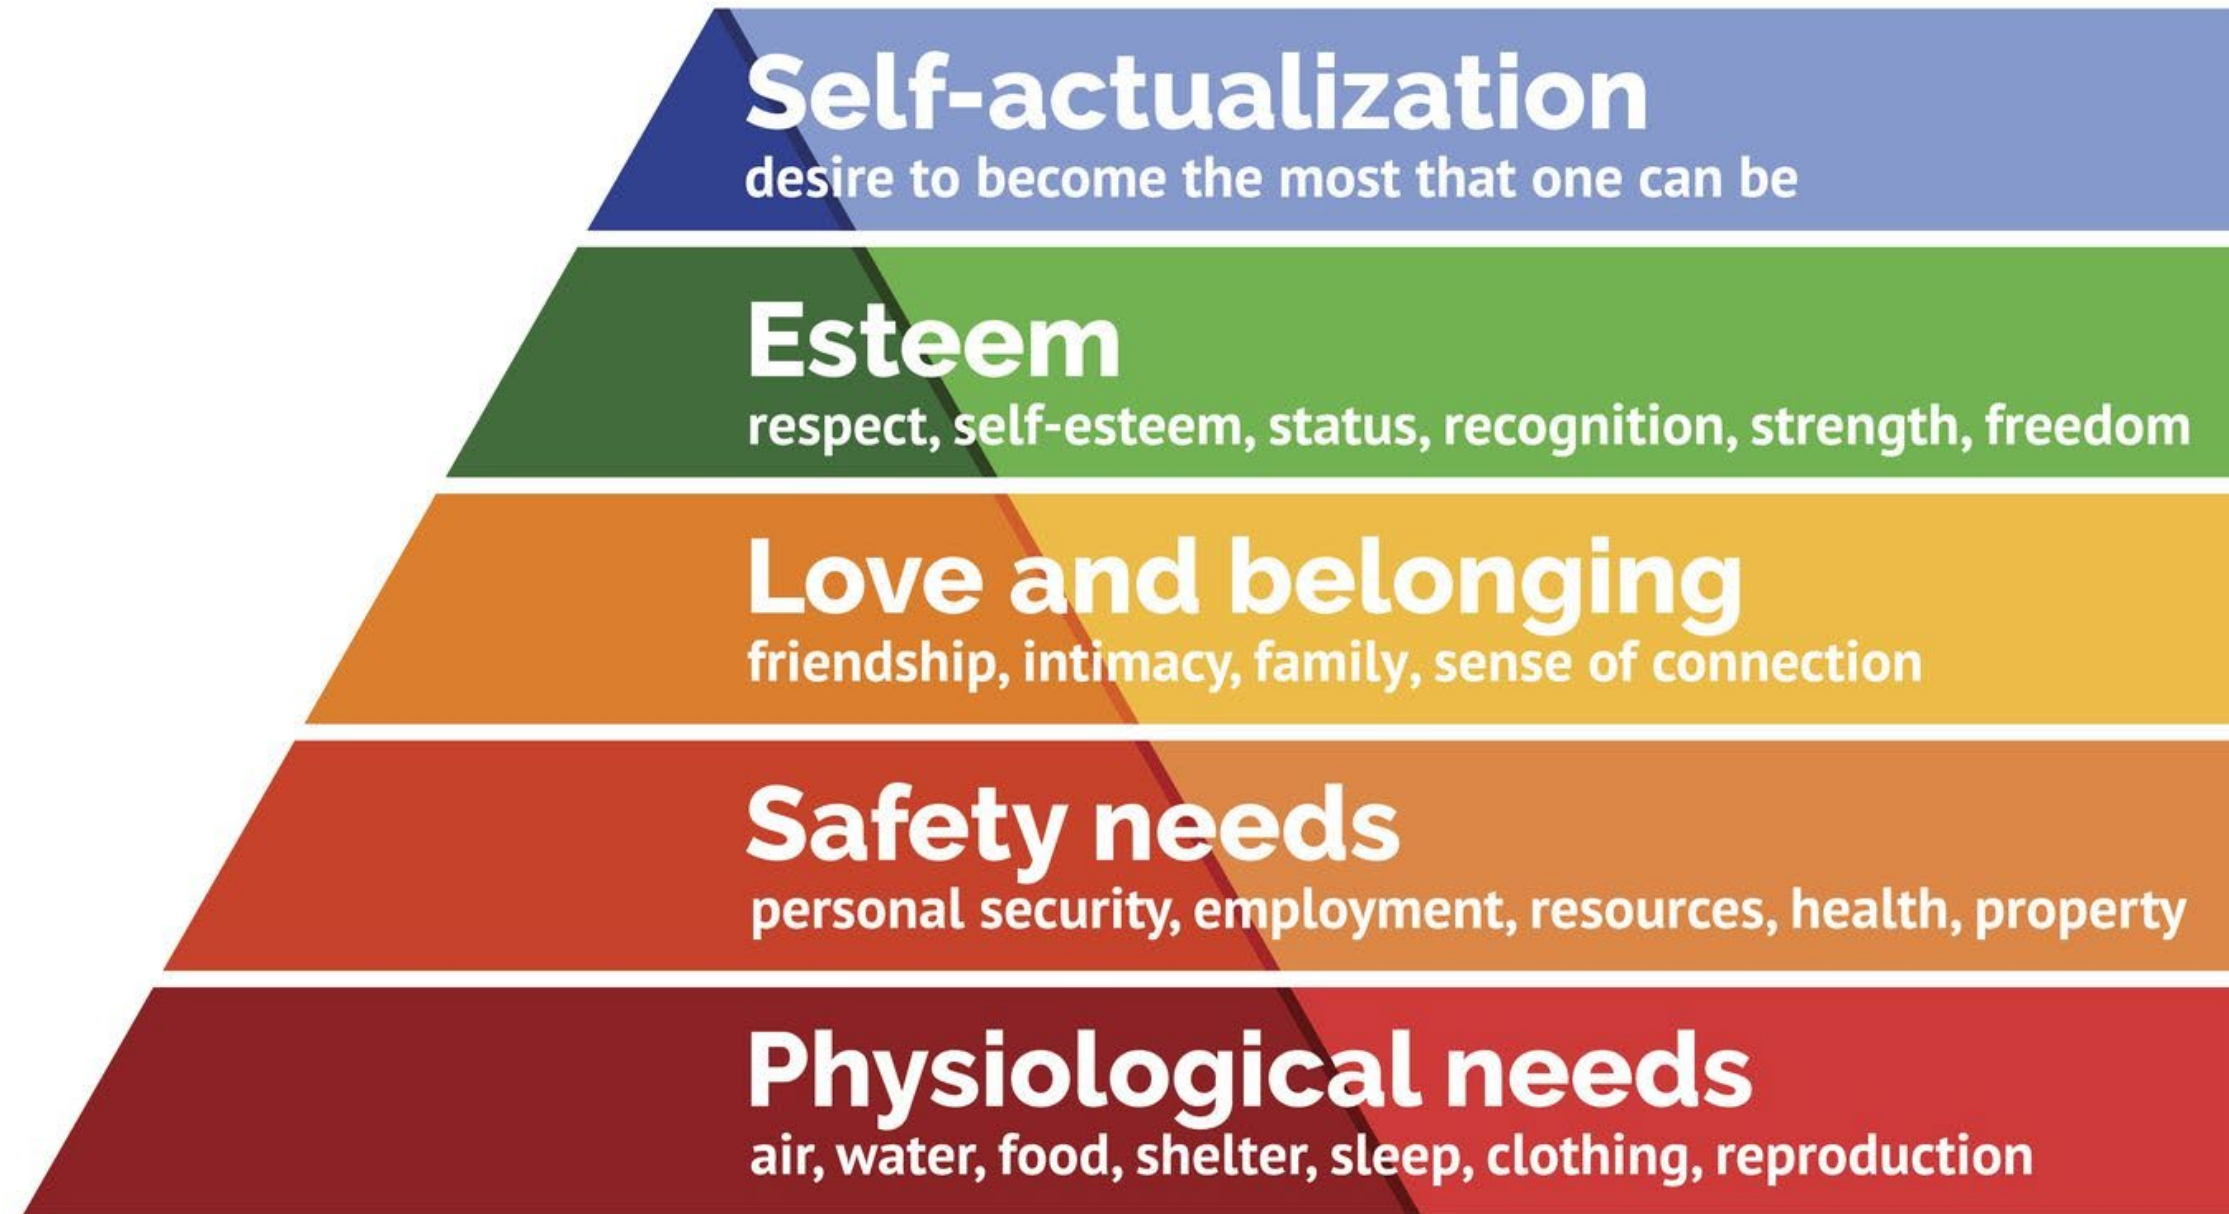 Self-actualization
desire to become the most that one can be
Esteem
respect, self-esteem, status, recognition, strength, freedom
Love and belonging
friendship, intimacy, family, sense of connection
Safety needs
personal security, employment, resources, health, property
Physiological needs
air, water, food, shelter, sleep, clothing, reproduction